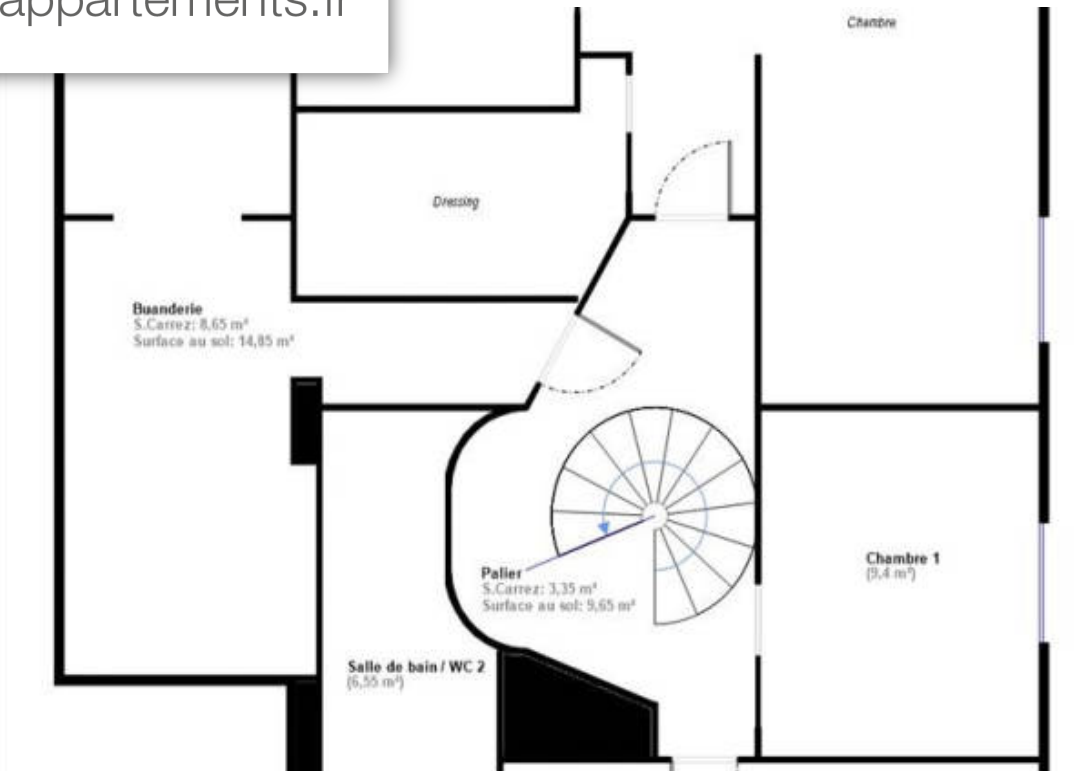 appartements.fr
Chambre
Dressing
Buanderie
S.Carrez: 8,65 m²
Surface au sol: 14,85 m²
Palier
S.Carrez: 3,35 m²
Surface au sol: 9,65 m²
Chambre 1
(9,4 m²)
Salle de bain / WC 2
(6,55 m²)